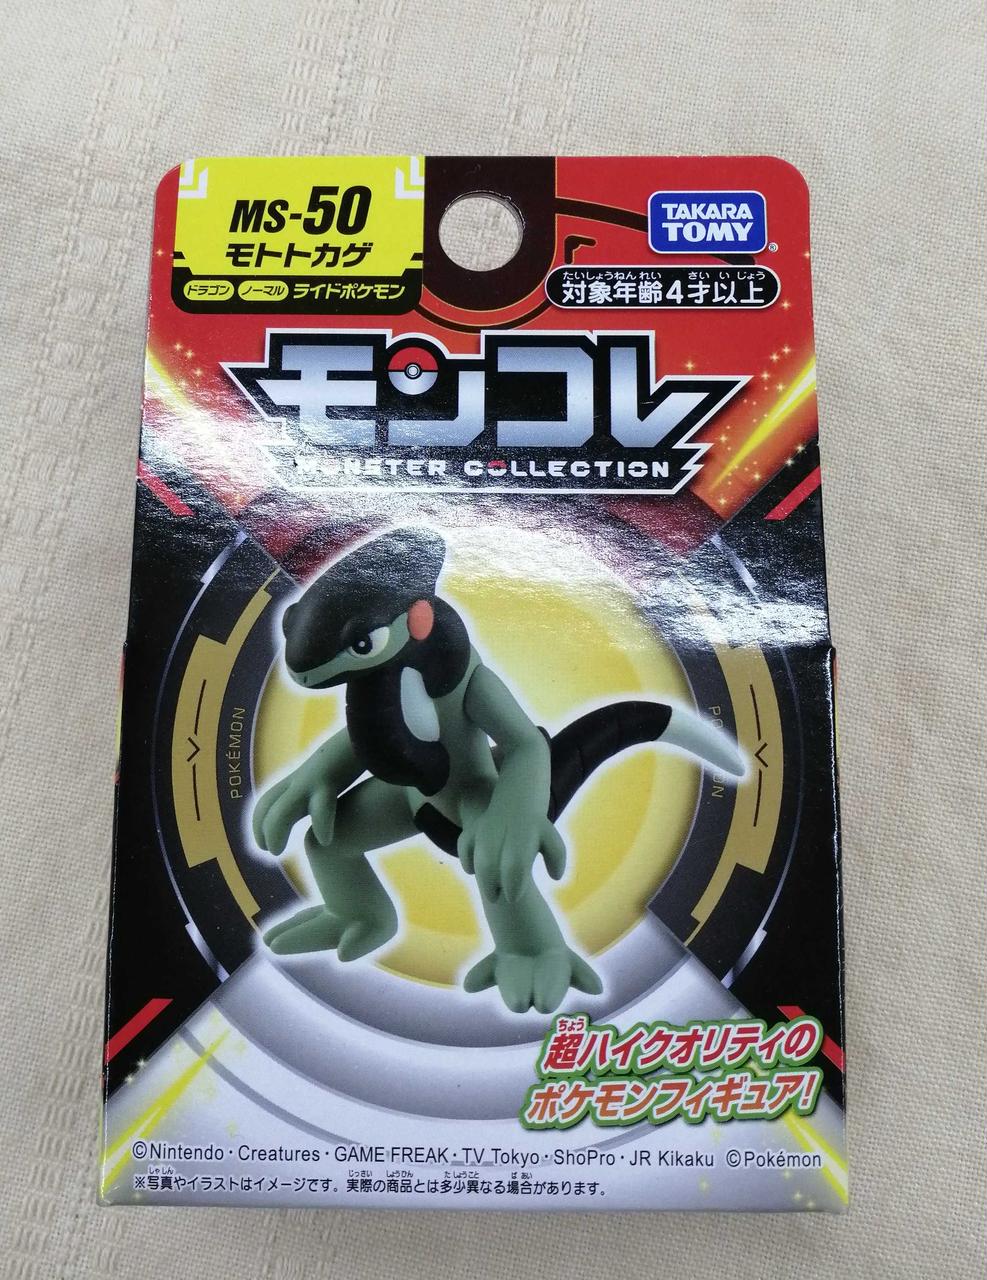 MS-50
モトトカゲ
ドラゴン ノーマル ライドポケモン
TAKARA
TOMY
たいしょうねんれい さいいじょう
対象年齢4才以上
モンコレ
MONSTER COLLECTION
POKÉMON
POKÉMON
ちょう
超ハイクオリティの
ポケモンフィギュア!
©Nintendo・Creatures・GAME FREAK・TV Tokyo・ShoPro・JR Kikaku ©Pokémon
しゃしん じっさい しょうひん たしょうこと ばあい
※写真やイラストはイメージです。実際の商品とは多少異なる場合があります。